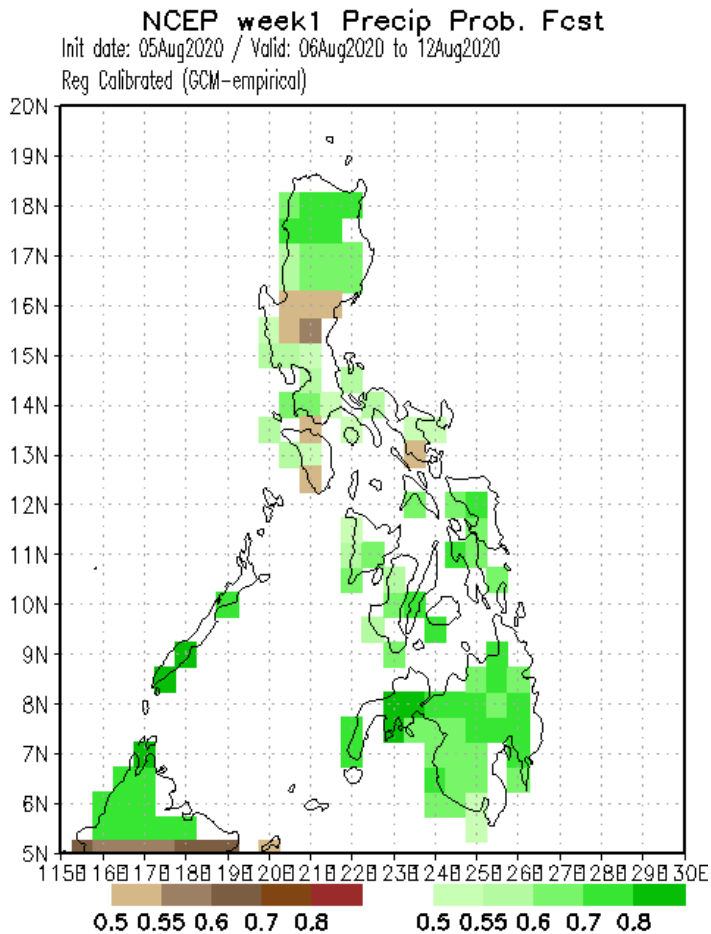 NCEP week1 Precip Prob. Fcst
Init date: 05Aug2020 / Valid: 06Aug2020 to 12Aug2020
Reg Calibrated (GCM-empirical)
20N
19N
18N
17N
16N
15N
14N
13N
12N
11N
10N
9N
8N
7N
6N
5N
115E 116E 117E 118E 119E 120E 121E 122E 123E 124E 125E 126E 127E 128E 129E 130E
0.5 0.55 0.6 0.7 0.8 0.5 0.55 0.6 0.7 0.8